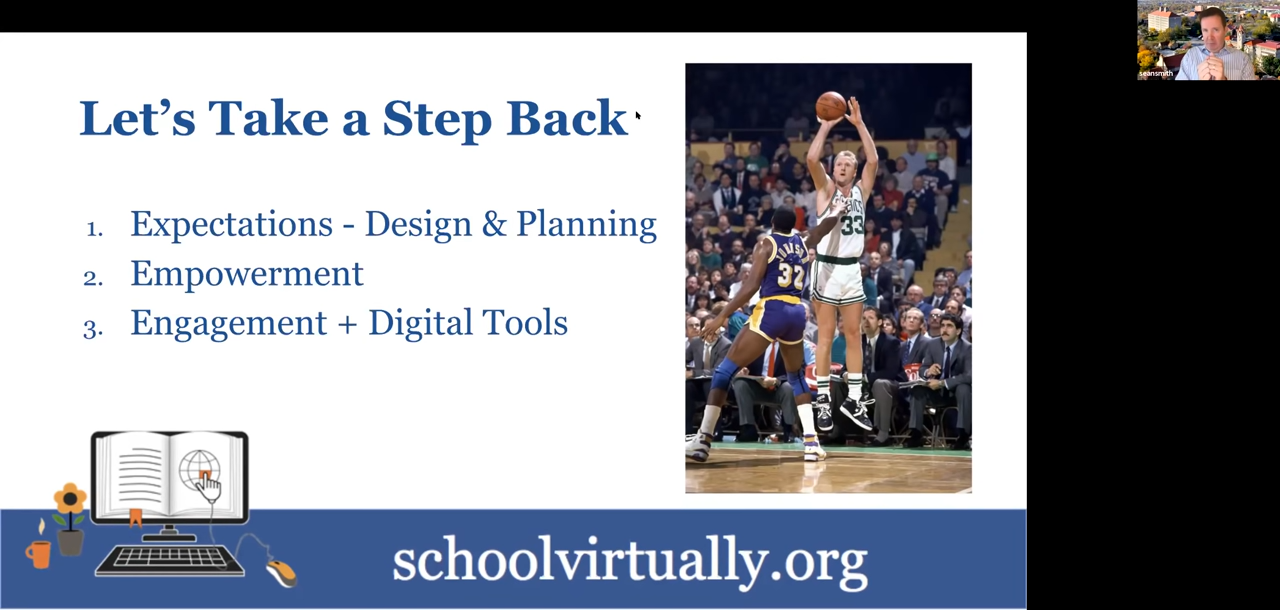 Let's Take a Step Back
1. Expectations - Design & Planning
2. Empowerment
3. Engagement + Digital Tools
33
32
schoolvirtually.org
seansmith